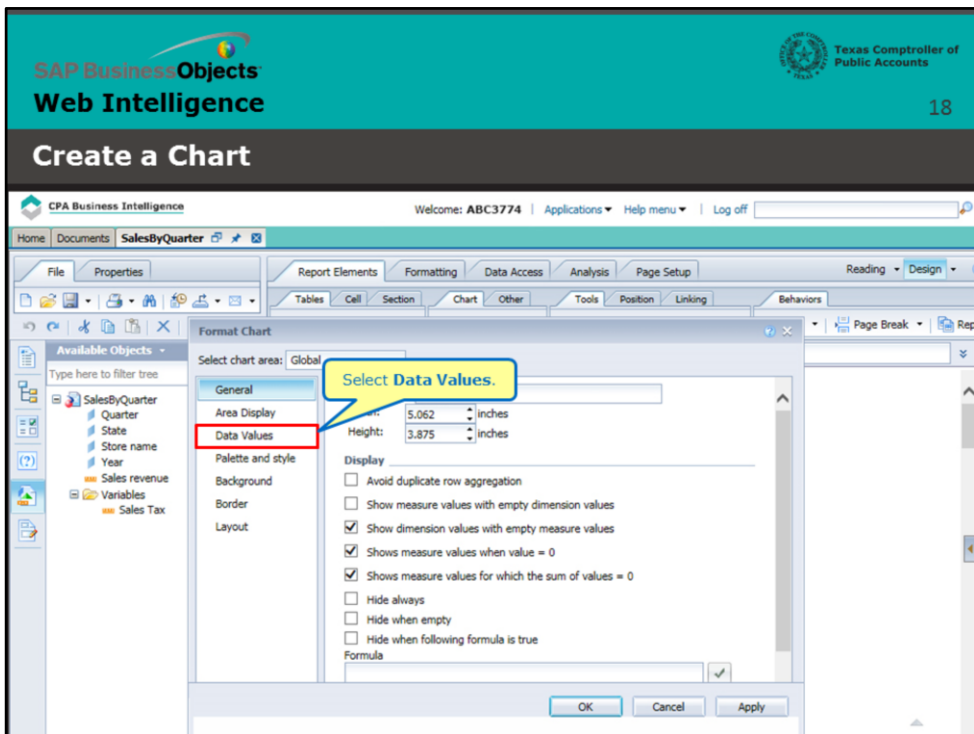 SAP BusinessObjects
Web Intelligence
Texas Comptroller of
Public Accounts
18
Create a Chart
CPA Business Intelligence
Welcome: ABC3774 | Applications Help menu | Log off
Home Documents SalesByQuarter
File Properties Report Elements Formatting Data Access Analysis Page Setup Reading Design
Tables Cell Section Chart Other Tools Position Linking Behaviors
Page Break Rep
Available Objects
Type here to filter tree
SalesByQuarter
Quarter
State
Store name
Year
Sales revenue
Variables
Sales Tax
Format Chart
Select chart area: Global
Select Data Values.
General
Area Display
Data Values
Palette and style
Background
Border
Layout
5.062 inches
Height: 3.875 inches
Display
Avoid duplicate row aggregation
Show measure values with empty dimension values
Show dimension values with empty measure values
Shows measure values when value = 0
Shows measure values for which the sum of values = 0
Hide always
Hide when empty
Hide when following formula is true
Formula
OK Cancel Apply